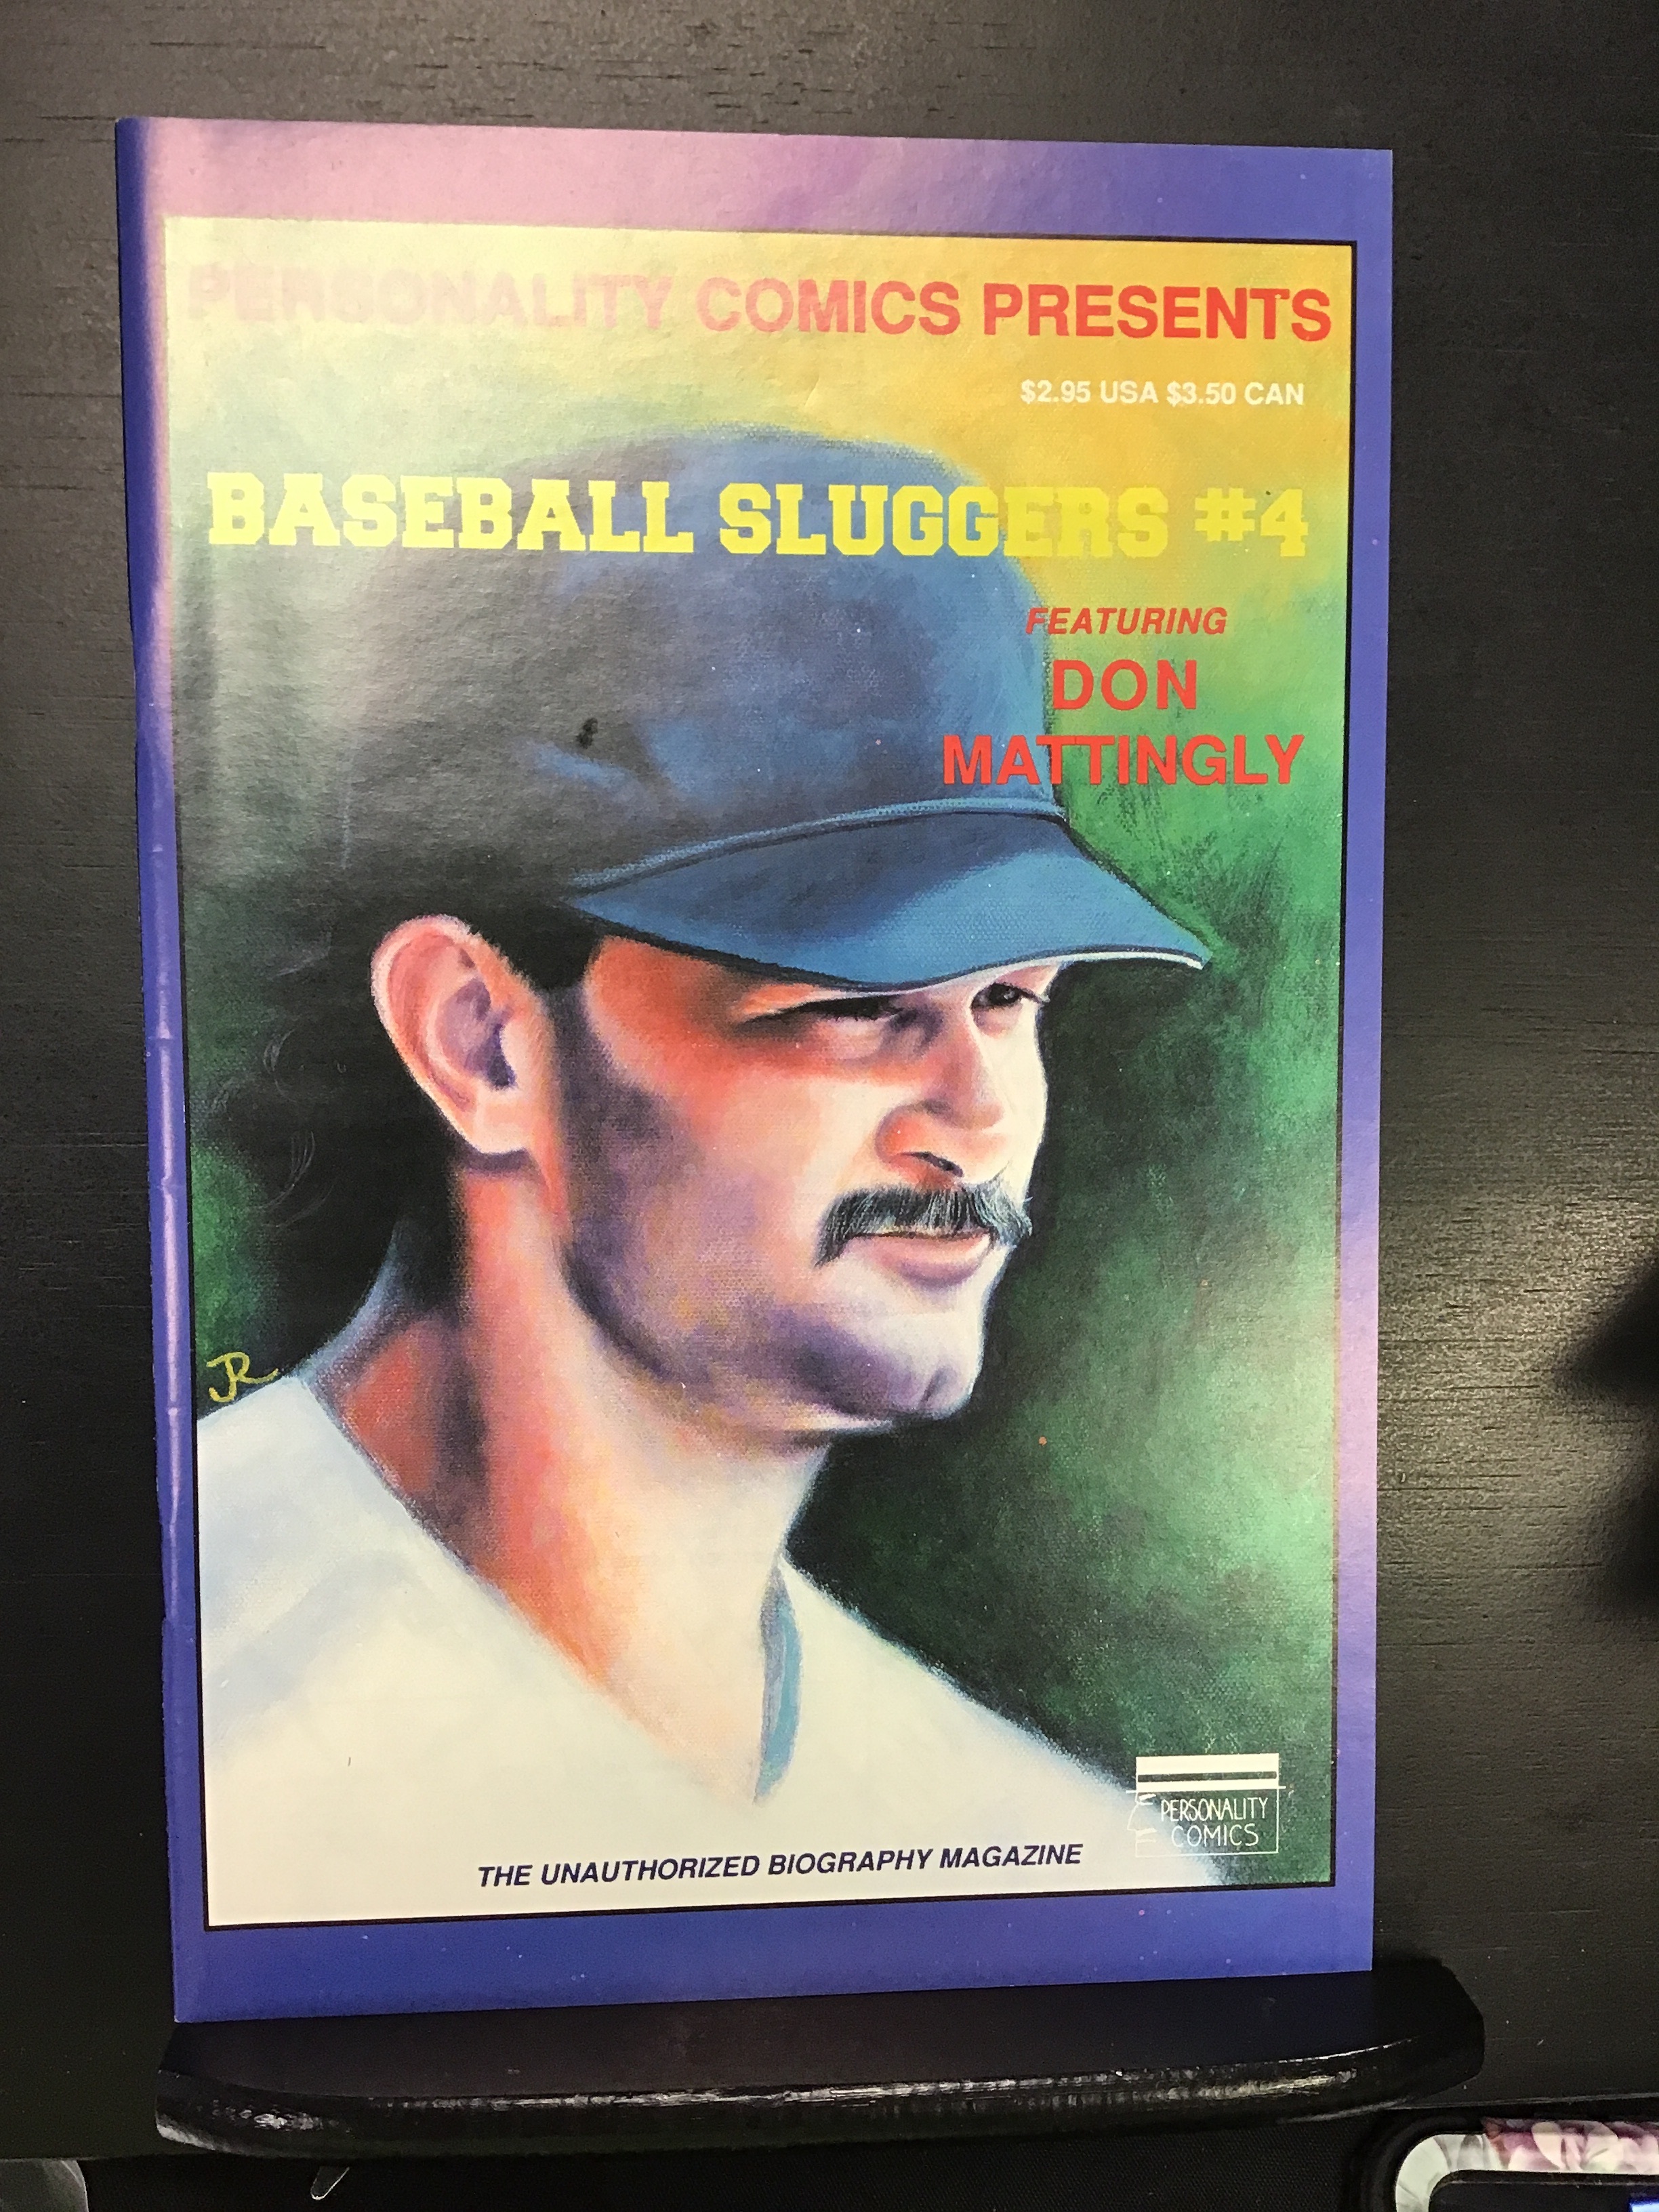 PERSONALITY COMICS PRESENTS
$2.95 USA $3.50 CAN
BASEBALL SLUGGERS #4
FEATURING
DON
MATTINGLY
JR
PERSONALITY
COMICS
THE UNAUTHORIZED BIOGRAPHY MAGAZINE